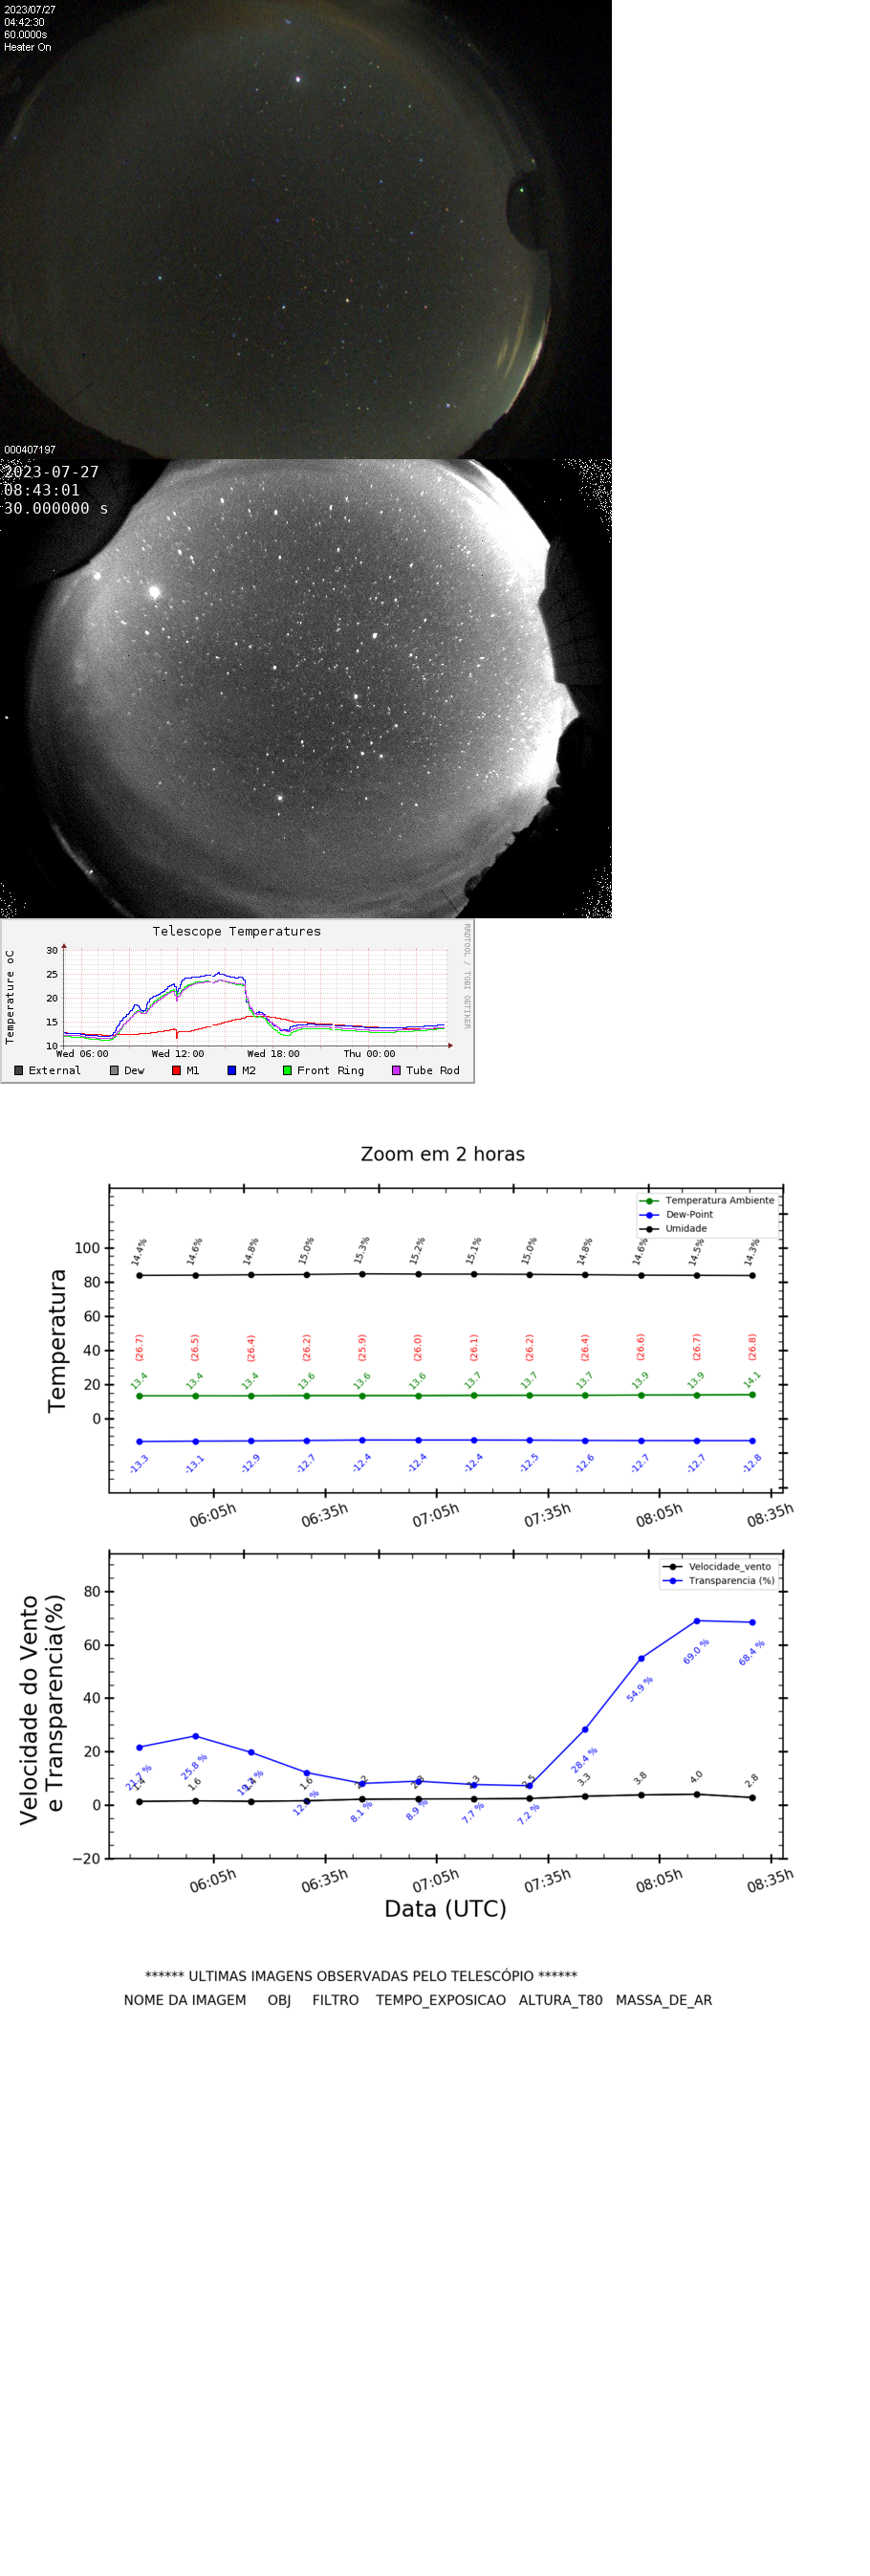 2023/07/27
04:42:30
60.0000s
Heater On
000407197
2023-07-27
08:43:01
30.000000 s
Telescope Temperatures
RRDTOOL / TOBI OETIKER
Temperature oC
30
25
20
15
10
Wed 06:00 Wed 12:00 Wed 18:00 Thu 00:00
External Dew M1 M2 Front Ring Tube Rod
Zoom em 2 horas
Temperatura Ambiente
Dew-Point
Umidade
Temperatura
100
80
60
40
20
0
14.4% 14.6% 14.8% 15.0% 15.3% 15.2% 15.1% 15.0% 14.8% 14.6% 14.5% 14.3%
(26.7) (26.5) (26.4) (26.2) (25.9) (26.0) (26.1) (26.2) (26.4) (26.6) (26.7) (26.8)
13.4 13.4 13.4 13.6 13.6 13.6 13.7 13.7 13.7 13.9 13.9 14.1
-13.3 -13.1 -12.9 -12.7 -12.4 -12.4 -12.4 -12.5 -12.6 -12.7 -12.7 -12.8
06:05h 06:35h 07:05h 07:35h 08:05h 08:35h
Velocidade_vento
Transparencia (%)
Velocidade do Vento
e Transparencia(%)
80
60
40
20
0
−20
25.8 % 8.1 % 8.9 % 7.7 % 7.2 % 28.4 % 54.9 % 69.0 % 68.4 %
1.4 1.6 1.4 1.6 3.3 3.8 4.0 2.8
06:05h 06:35h 07:05h 07:35h 08:05h 08:35h
Data (UTC)
****** ULTIMAS IMAGENS OBSERVADAS PELO TELESCÓPIO ******
NOME DA IMAGEM OBJ FILTRO TEMPO_EXPOSICAO ALTURA_T80 MASSA_DE_AR